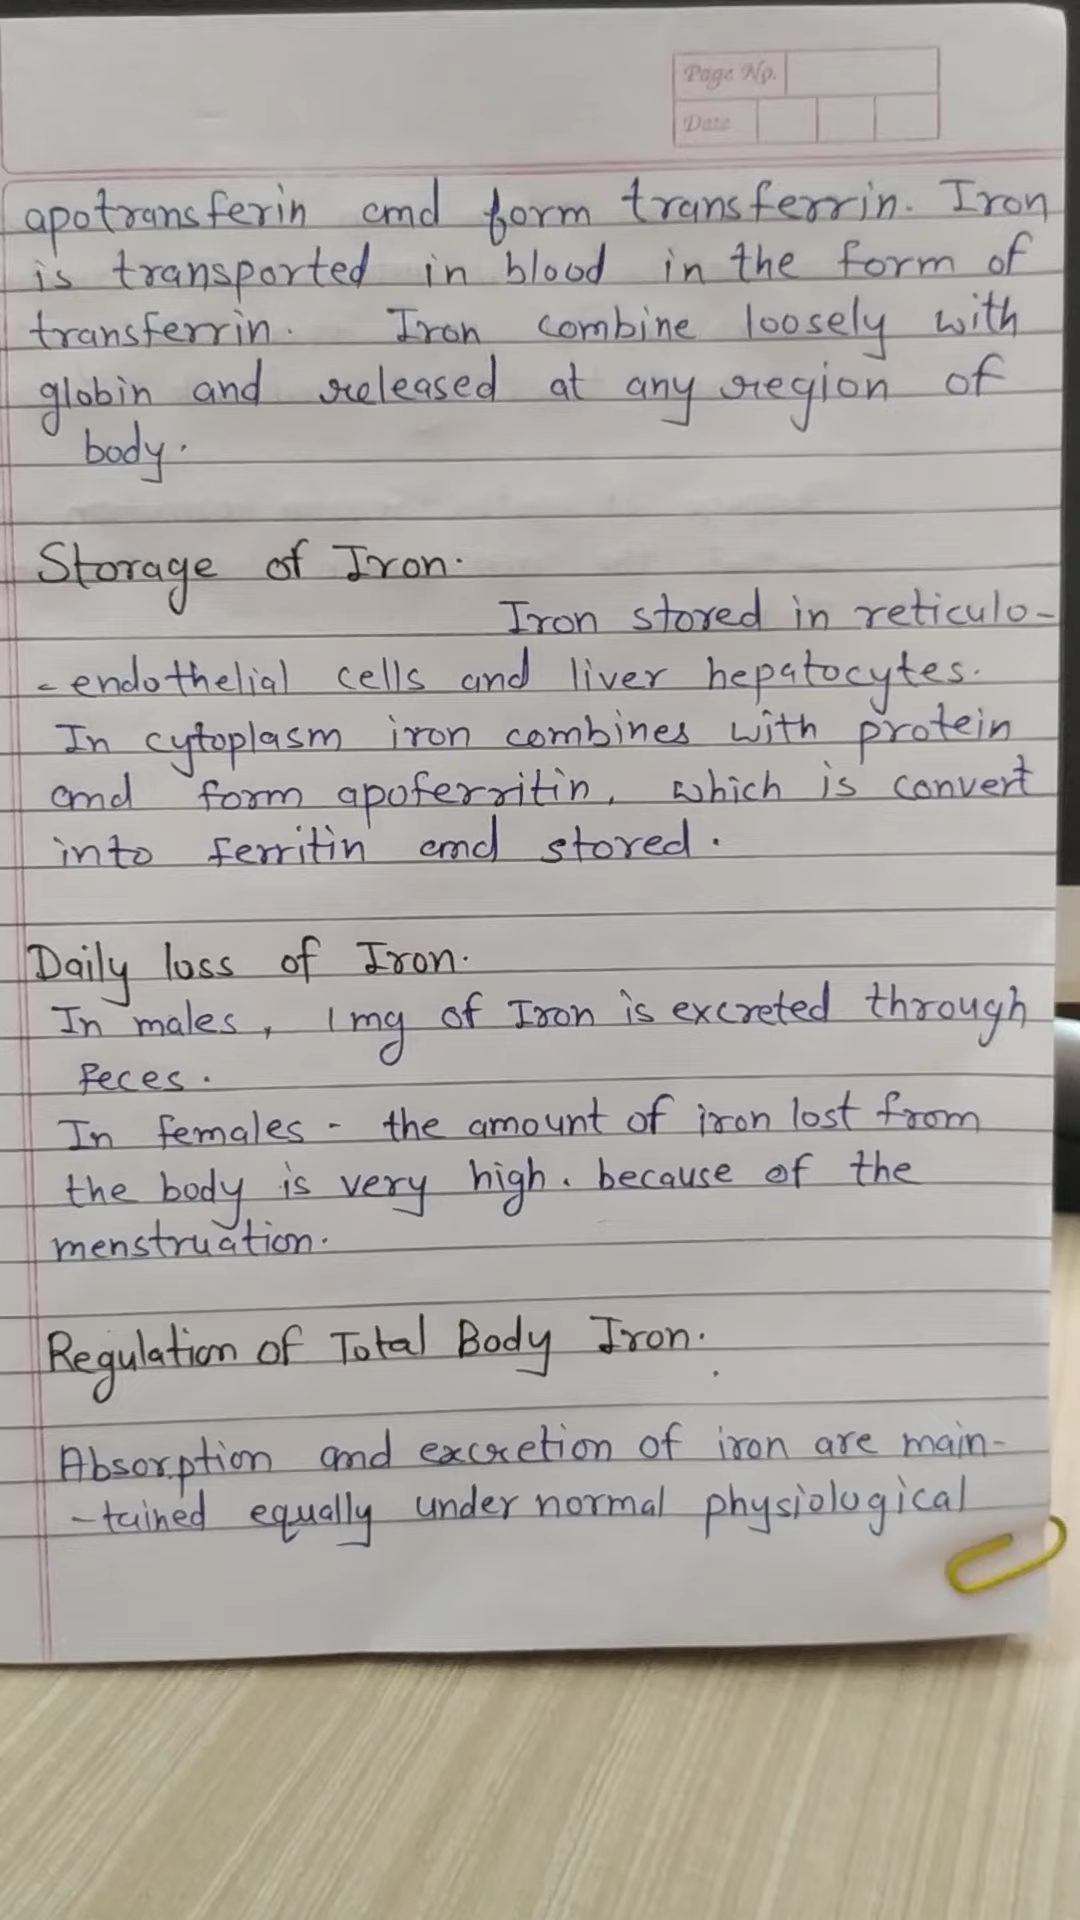 Page No.
Date
apotransferin and form transferrin. Iron
is transported in blood in the form of
transferrin. Iron combine loosely with
globin and released at any region of
body.
Storage of Iron.
Iron stored in reticulo-
- endothelial cells and liver hepatocytes.
In cytoplasm iron combines with protein
and form apoferritin, which is convert
into ferritin and stored.
Daily loss of Iron.
In males, 1mg of Iron is excreted through
feces.
In females - the amount of iron lost from
the body is very high. because of the
menstruation.
Regulation of Total Body Iron.
Absorption and excretion of iron are main-
-tained equally under normal physiological